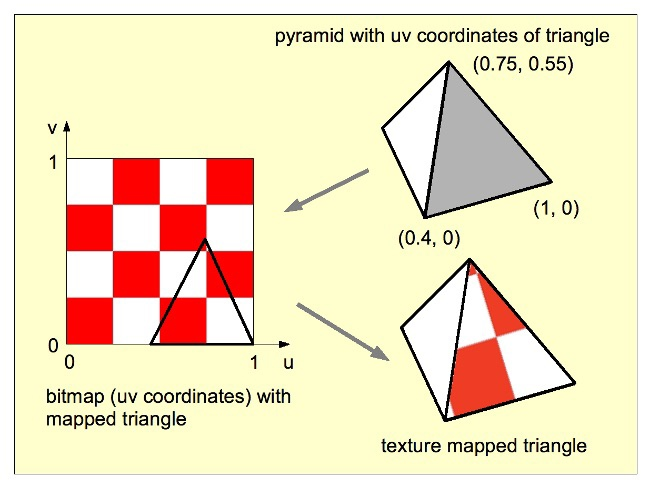 pyramid with uv coordinates of triangle
(0.75, 0.55)
v
1
(1, 0)
(0.4, 0)
0
0
1
u
bitmap (uv coordinates) with
mapped triangle
texture mapped triangle